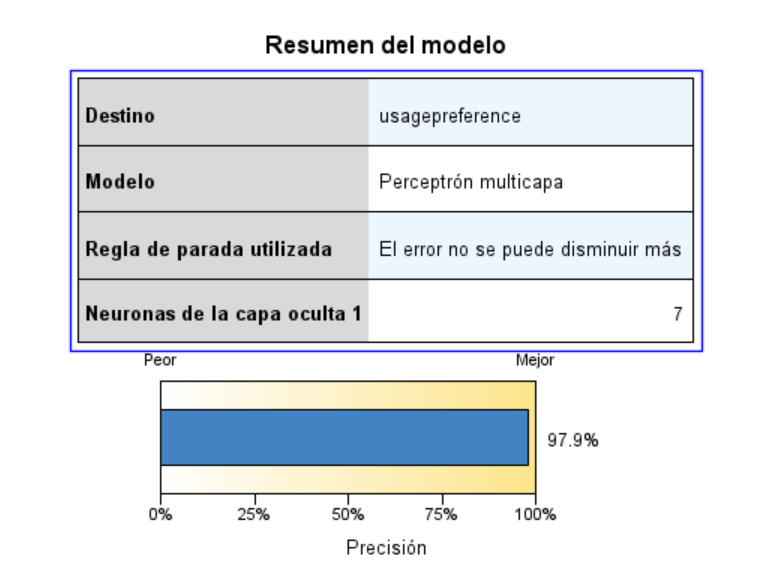 Resumen del modelo
Destino usagepreference
Modelo Perceptrón multicapa
Regla de parada utilizada El error no se puede disminuir más
Neuronas de la capa oculta 1 7
Peor Mejor
97.9%
0% 25% 50% 75% 100%
Precisión